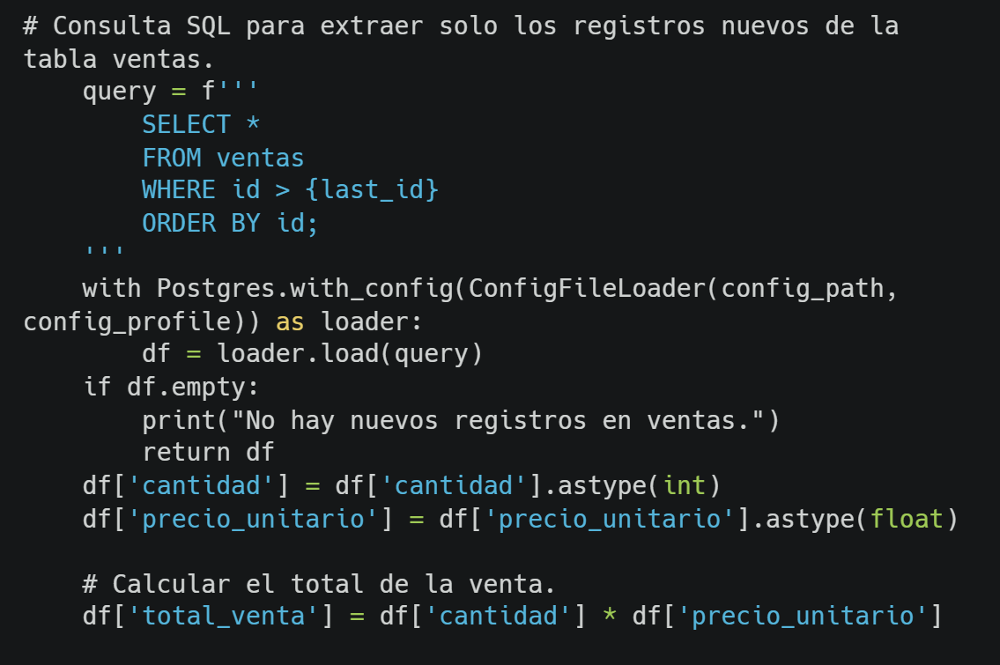 # Consulta SQL para extraer solo los registros nuevos de la
tabla ventas.
    query = f'''
        SELECT *
        FROM ventas
        WHERE id > {last_id}
        ORDER BY id;
    '''
    with Postgres.with_config(ConfigFileLoader(config_path,
config_profile)) as loader:
        df = loader.load(query)
    if df.empty:
        print("No hay nuevos registros en ventas.")
        return df
    df['cantidad'] = df['cantidad'].astype(int)
    df['precio_unitario'] = df['precio_unitario'].astype(float)

    # Calcular el total de la venta.
    df['total_venta'] = df['cantidad'] * df['precio_unitario']